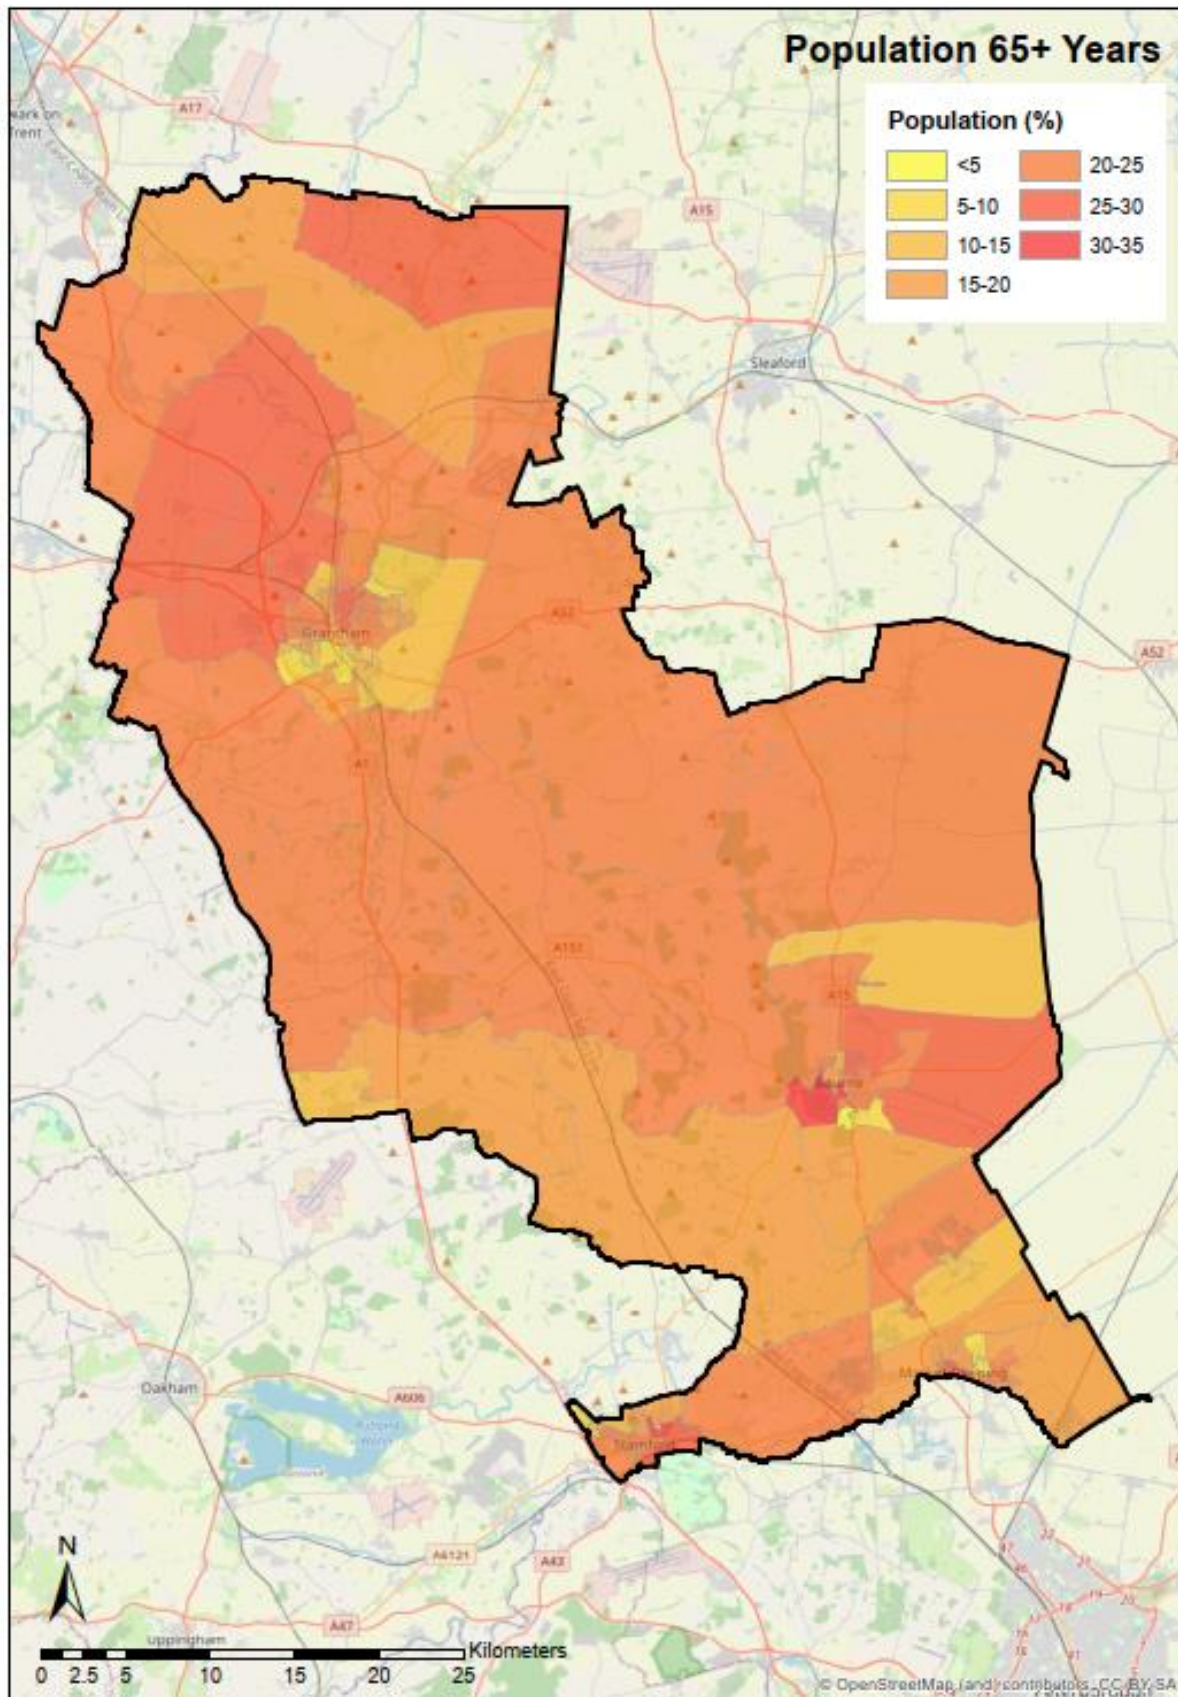 Population 65+ Years
Population (%)
<5
20-25
5-10
25-30
10-15
30-35
15-20
A17
A15
Sleaford
A52
Grantham
A52
A1
A151
A15
Oakham
A606
Stamford
A6121
A43
A47
Uppingham
N
Kilometers
0 2.5 5 10 15 20 25
© OpenStreetMap (and) contributors, CC-BY-SA